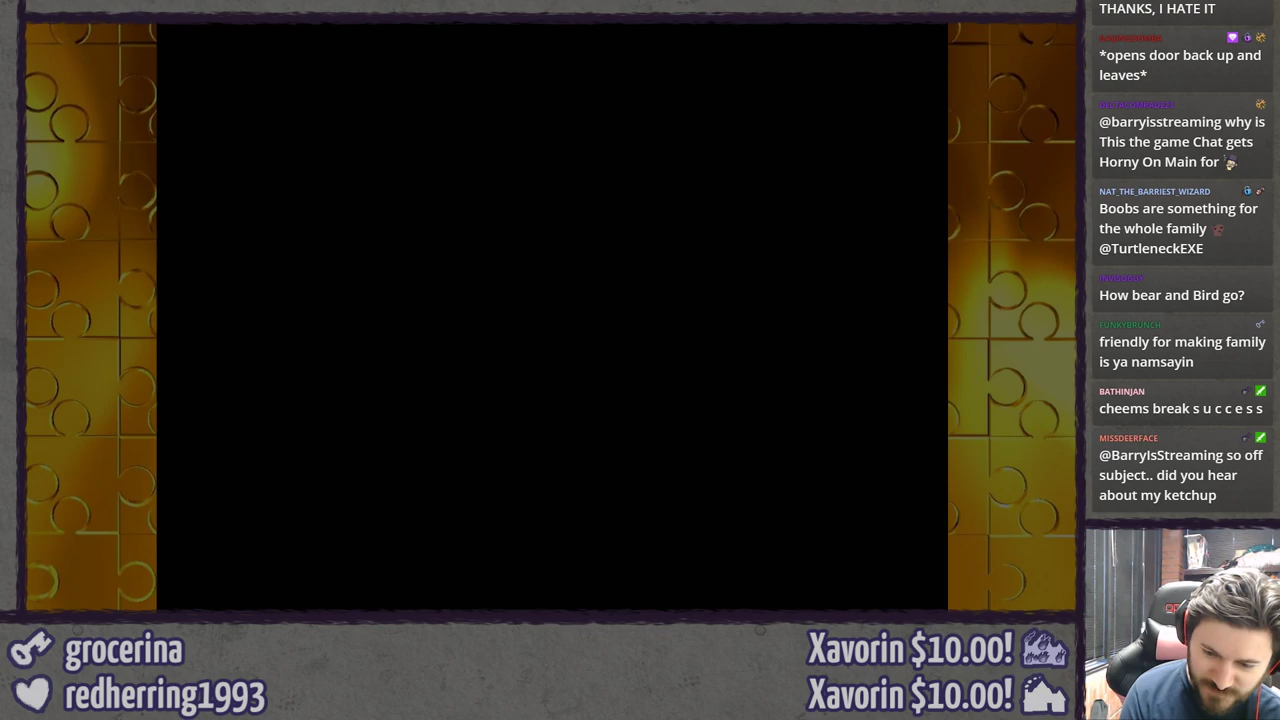 THANKS, I HATE IT
*opens door back up and
leaves*
@barryisstreaming why is
This the game Chat gets
Horny On Main for
NAT_THE_BARRIEST_WIZARD
Boobs are something for
the whole family
@TurtleneckEXE
INVISOGUY
How bear and Bird go?
FUNKYBRUNCH
friendly for making family
is ya namsayin
BATHINJAN
cheems break s u c c e s s
MISSDEERFACE
@BarryIsStreaming so off
subject.. did you hear
about my ketchup
grocerina
redherring1993
Xavorin $10.00!
Xavorin $10.00!